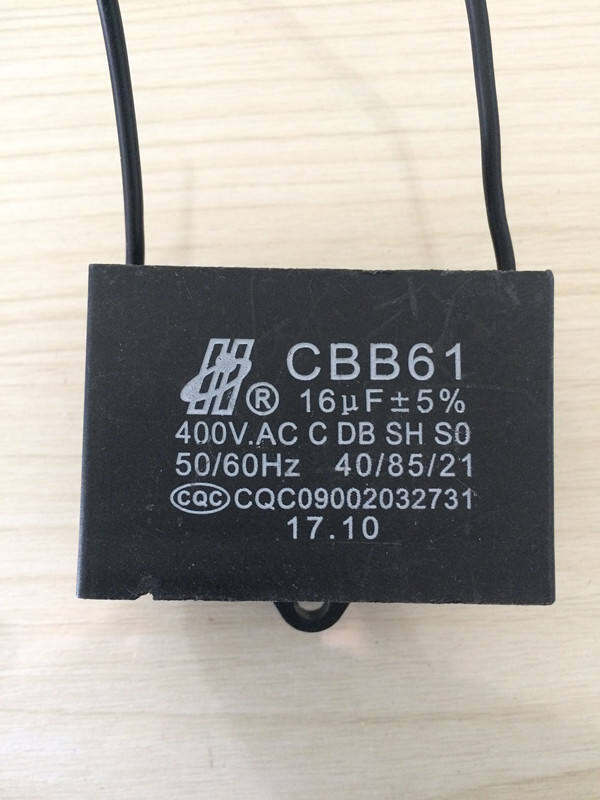 CBB61
® 16μF±5%
400V.AC C DB SH S0
50/60Hz 40/85/21
CQC CQC09002032731
17.10